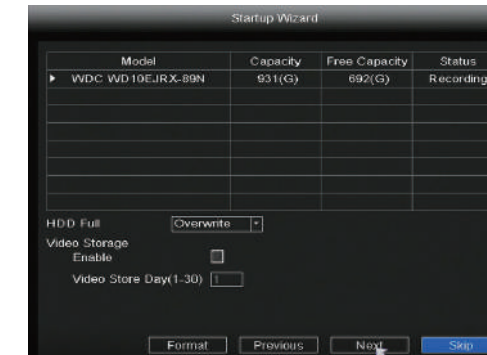 Startup Wizard
Model Capacity Free Capacity Status
WDC WD10EJRX-89N 931(G) 692(G) Recording
HDD Full Overwrite
Video Storage
Enable
Video Store Day(1-30) 1
Format Previous Next Skip